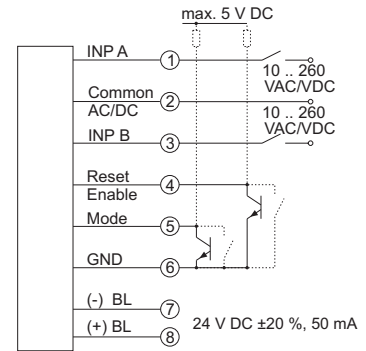 max. 5 V DC
INP A
1
10 .. 260
VAC/VDC
Common
AC/DC
2
10 .. 260
VAC/VDC
INP B
3
Reset
Enable
4
Mode
5
GND
6
(-) BL
7
(+) BL
8
24 V DC ±20 %, 50 mA